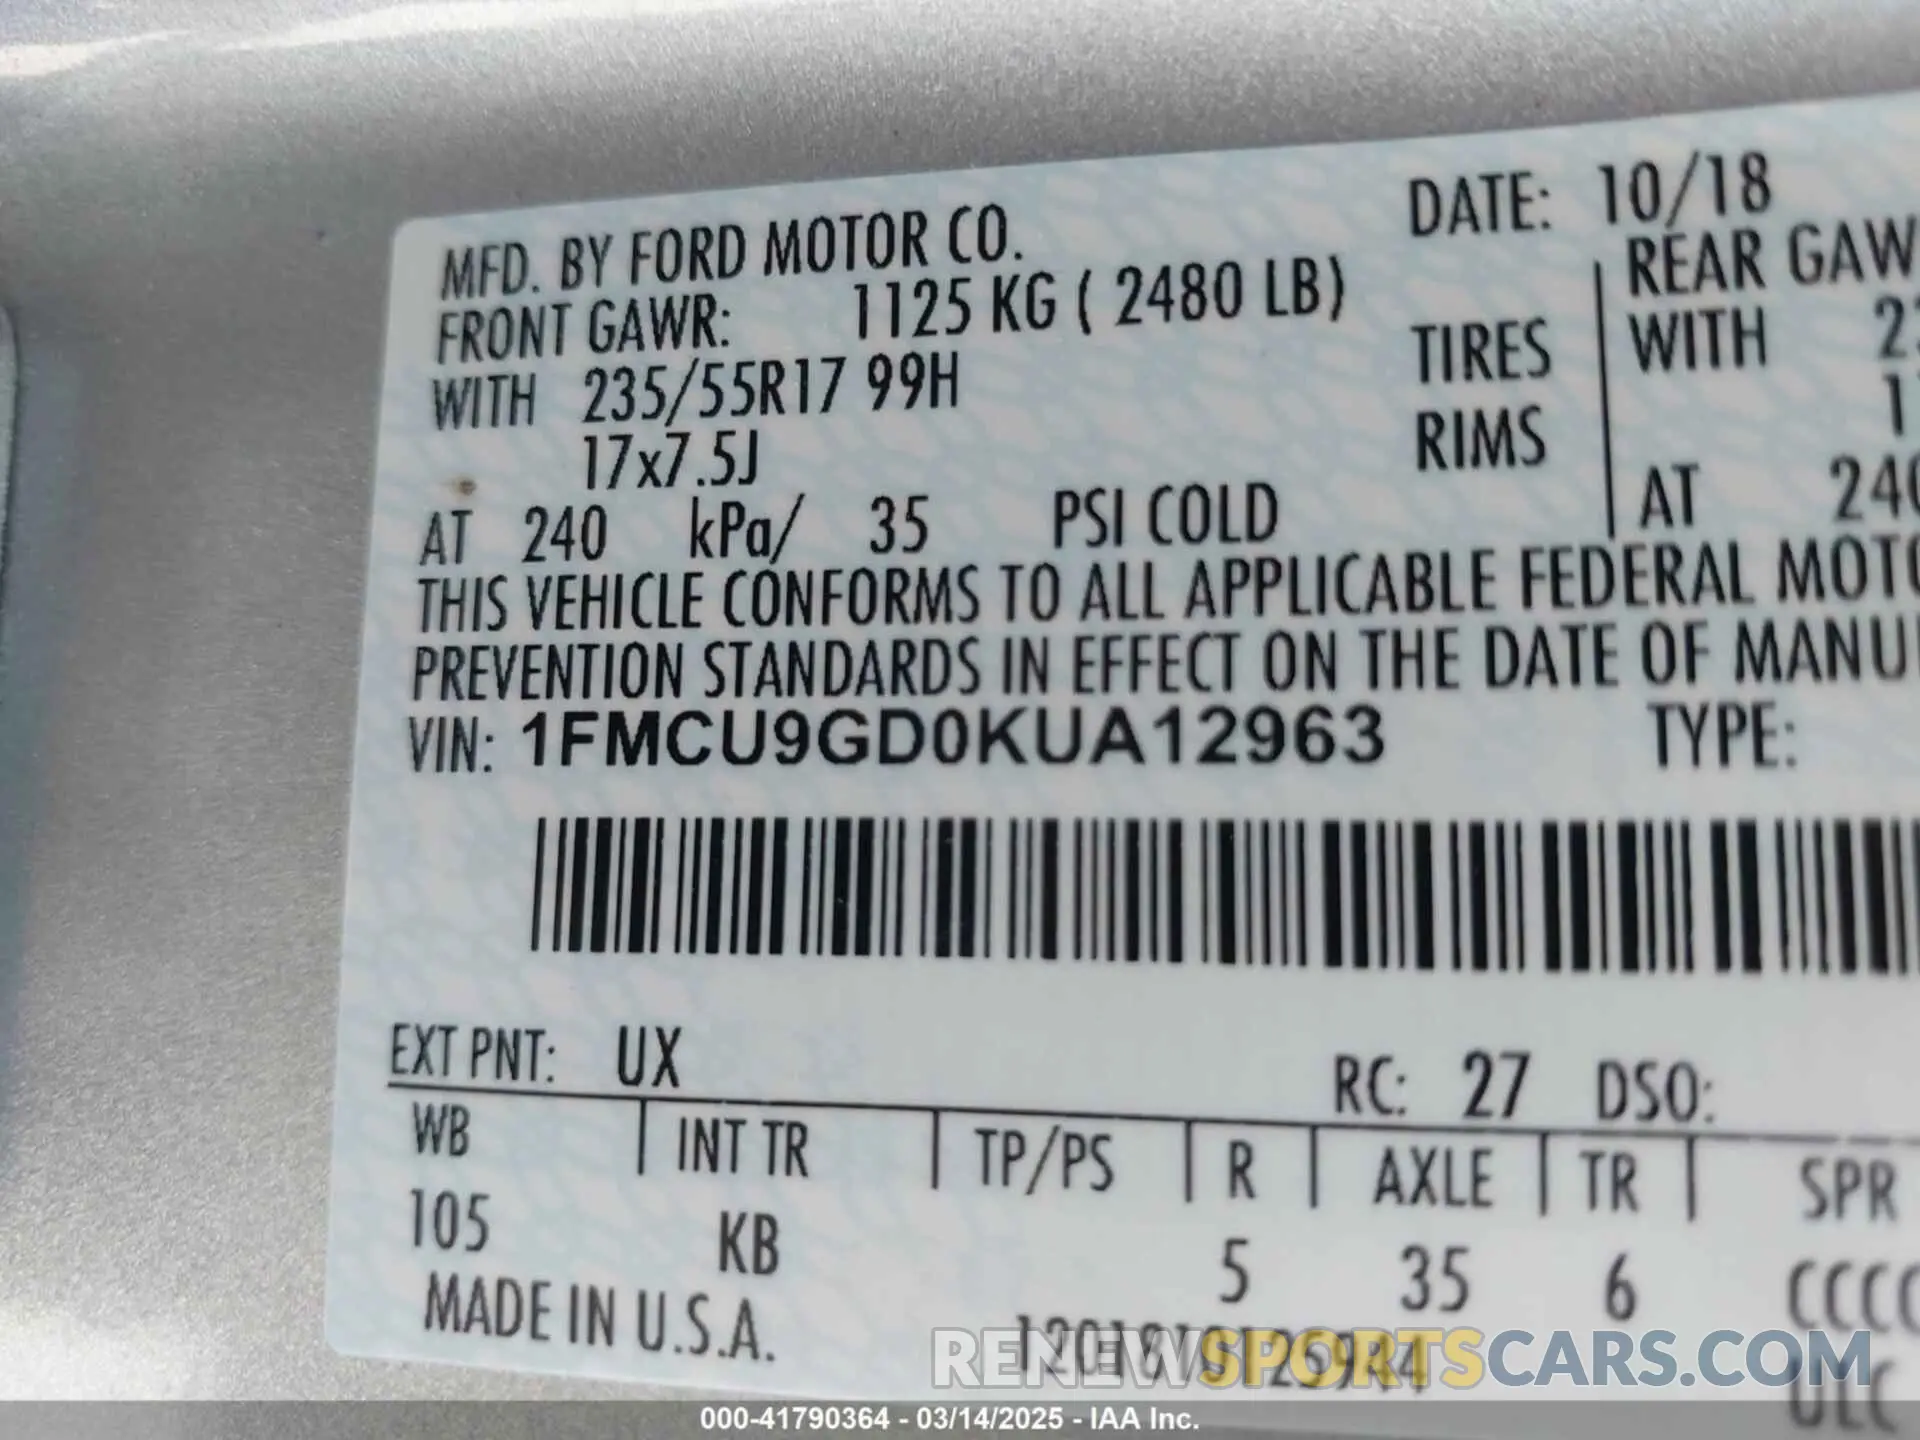 MFD. BY FORD MOTOR CO. DATE: 10/18
FRONT GAWR: 1125 KG ( 2480 LB) REAR GAW
WITH 235/55R17 99H TIRES WITH
17x7.5J RIMS
AT 240 kPa/ 35 PSI COLD AT 240
THIS VEHICLE CONFORMS TO ALL APPLICABLE FEDERAL MOTO
PREVENTION STANDARDS IN EFFECT ON THE DATE OF MANU
VIN: 1FMCU9GD0KUA12963 TYPE:
EXT PNT: UX RC: 27 DSO:
WB INT TR TP/PS R AXLE TR SPR
105 KB 5 35 6 CCCC
MADE IN U.S.A.
RENEWSPORTSCARS.COM
ULC
000-41790364 - 03/14/2025 - IAA Inc.